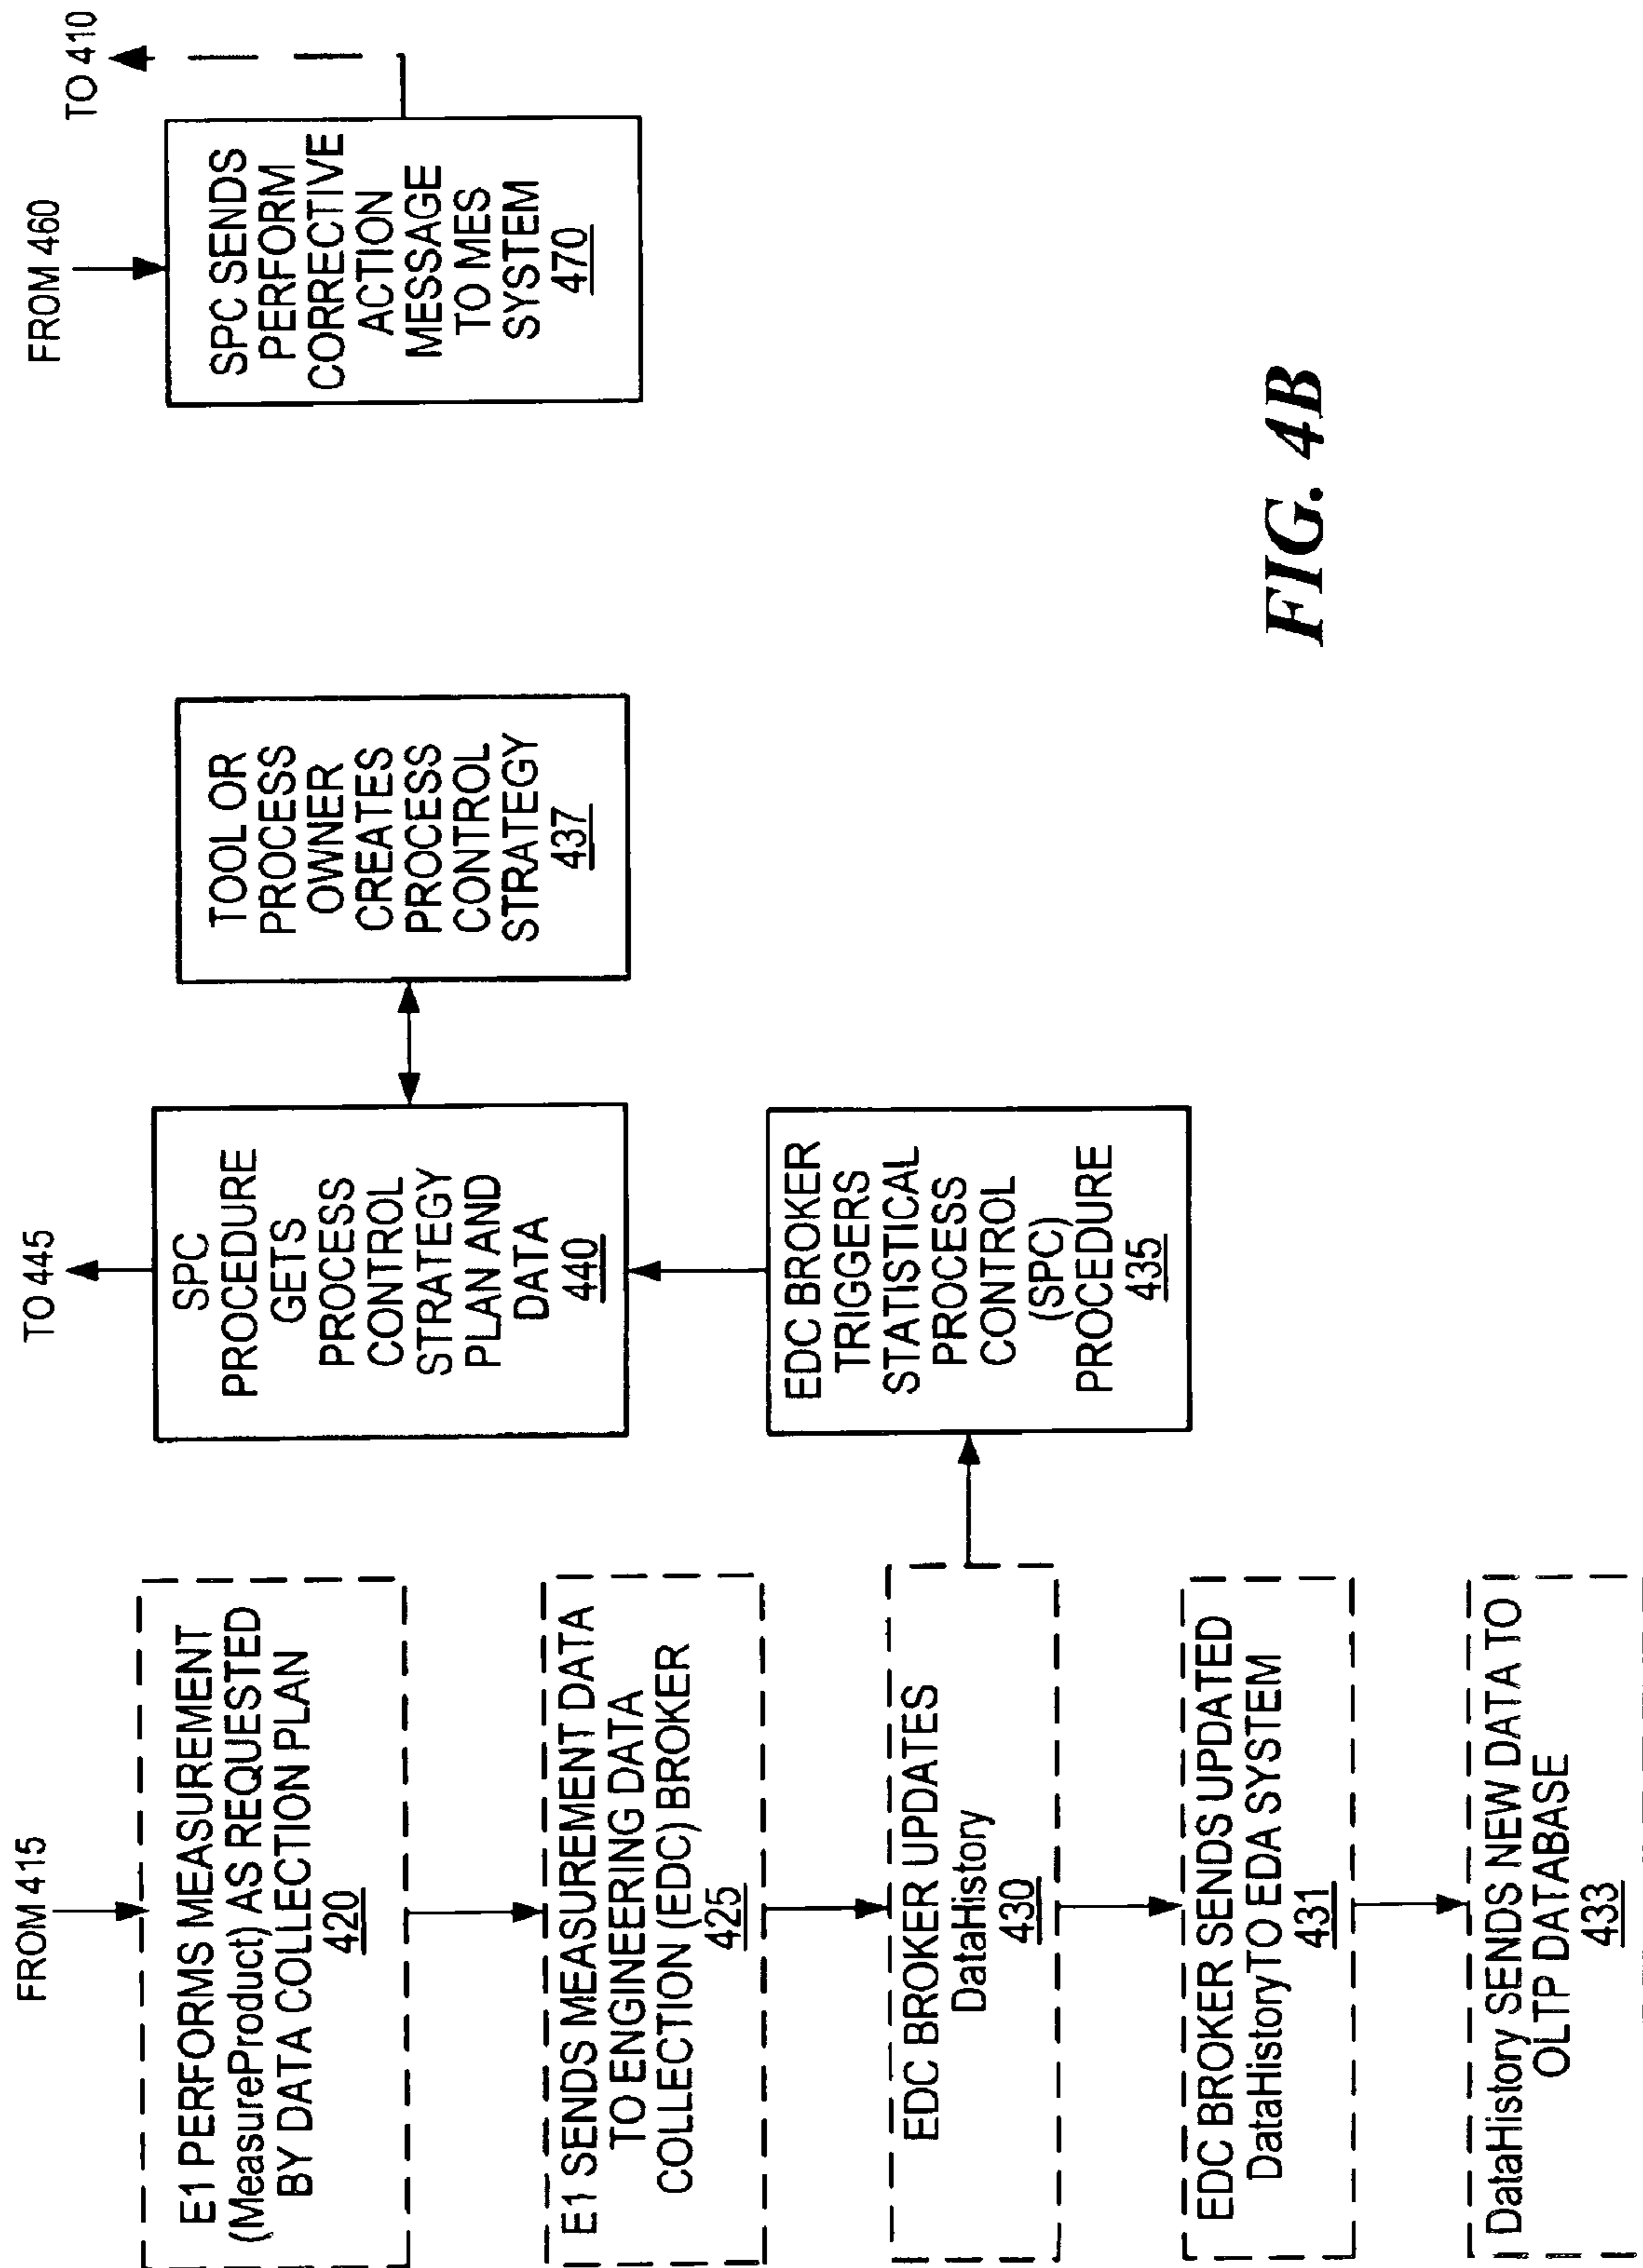 FROM 415
E1 PERFORMS MEASUREMENT
(MeasureProduct) AS REQUESTED
BY DATA COLLECTION PLAN
420
E1 SENDS MEASUREMENT DATA
TO ENGINEERING DATA
COLLECTION (EDC) BROKER
425
EDC BROKER UPDATES
DataHistory
430
EDC BROKER SENDS UPDATED
DataHistoryTO EDA SYSTEM
431
DataHistory SENDS NEW DATA TO
OLTP DATABASE
433
TO 445
SPC
PROCEDURE
GETS
PROCESS
CONTROL
STRATEGY
PLAN AND
DATA
440
EDC BROKER
TRIGGERS
STATISTICAL
PROCESS
CONTROL
(SPC)
PROCEDURE
435
TOOL OR
PROCESS
OWNER
CREATES
PROCESS
CONTROL
STRATEGY
437
FROM 460
TO 410
SPC SENDS
PERFORM
CORRECTIVE
ACTION
MESSAGE
TO MES
SYSTEM
470
FIG. 4B